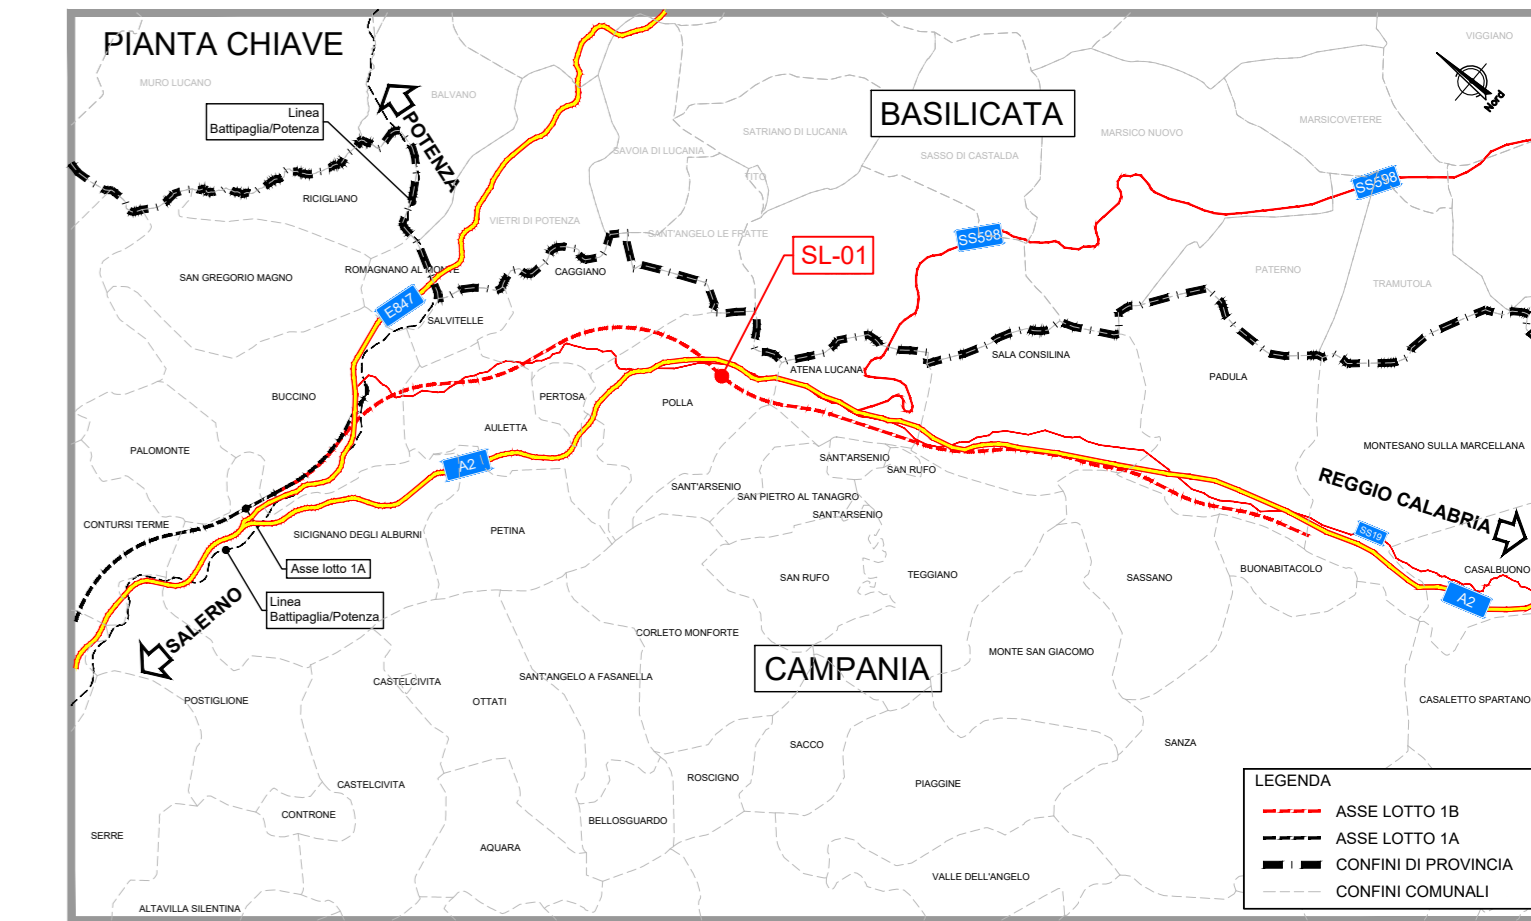 PIANTA CHIAVE
VIGGIANO
MURO LUCANO
BALVANO
Linea
Battipaglia/Potenza
POTENZA
BASILICATA
Nord
SATRIANO DI LUCANIA
MARSICO NUOVO
MARSICOVETERE
SAVOIA DI LUCANIA
SASSO DI CASTALDA
TITO
SS598
RICIGLIANO
VIETRI DI POTENZA
SANT'ANGELO LE FRATTE
SS598
SL-01
SAN GREGORIO MAGNO
ROMAGNANO AL MONTE
CAGGIANO
PATERNO
TRAMUTOLA
E847
SALVITELLE
SALA CONSILINA
ATENA LUCANA
PADULA
BUCCINO
PERTOSA
POLLA
AULETTA
PALOMONTE
MONTESANO SULLA MARCELLANA
A2
SANT'ARSENIO
SAN RUFO
SANT'ARSENIO
SAN PIETRO AL TANAGRO
SANT'ARSENIO
REGGIO CALABRiA
CONTURSI TERME
SICIGNANO DEGLI ALBURNI
PETINA
SS19
Asse lotto 1A
SAN RUFO
TEGGIANO
SASSANO
BUONABITACOLO
CASALBUONO
A2
Linea
Battipaglia/Potenza
SALERNO
CORLETO MONFORTE
MONTE SAN GIACOMO
CAMPANIA
CASTELCIVITA
SANT'ANGELO A FASANELLA
POSTIGLIONE
OTTATI
CASALETTO SPARTANO
SACCO
SANZA
ROSCIGNO
PIAGGINE
CASTELCIVITA
CONTRONE
BELLOSGUARDO
SERRE
AQUARA
VALLE DELL'ANGELO
ALTAVILLA SILENTINA
LEGENDA
ASSE LOTTO 1B
ASSE LOTTO 1A
CONFINI DI PROVINCIA
CONFINI COMUNALI